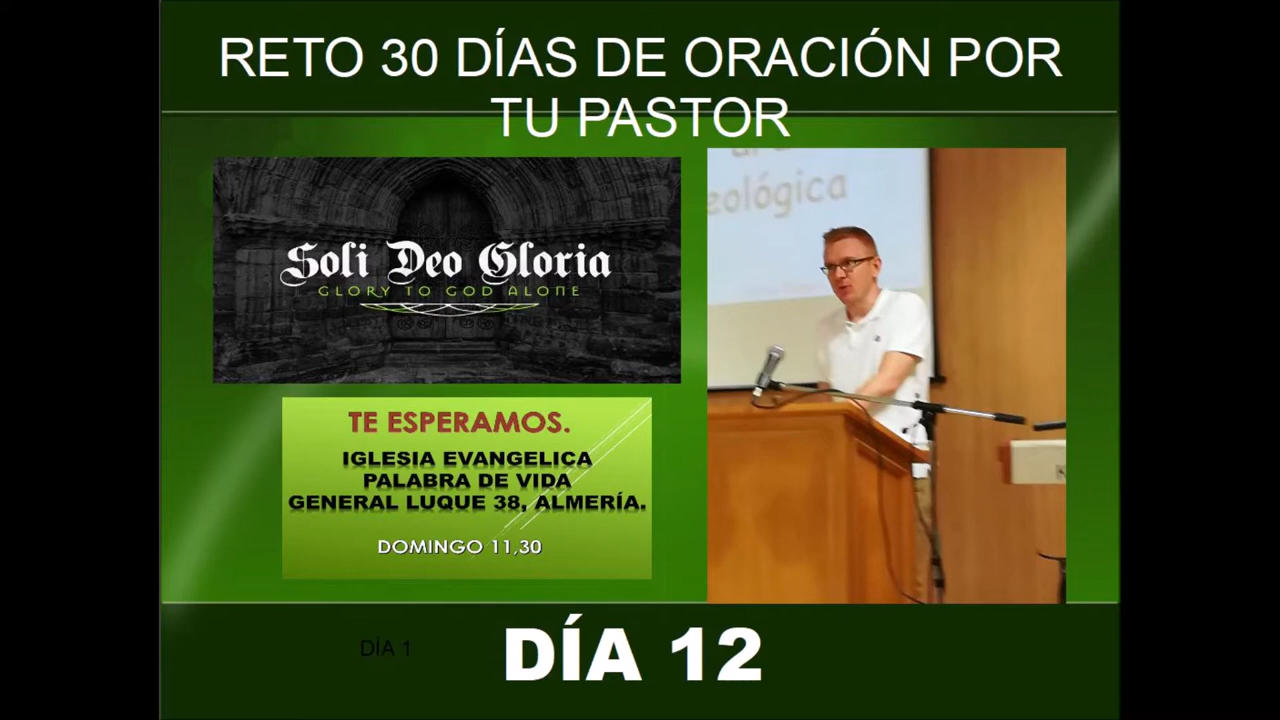 RETO 30 DÍAS DE ORACIÓN POR
TU PASTOR
Soli Deo Gloria
GLORY TO GOD ALONE
eológica
TE ESPERAMOS.
IGLESIA EVANGELICA
PALABRA DE VIDA
GENERAL LUQUE 38, ALMERÍA.
DOMINGO 11,30
DÍA 1
DÍA 12